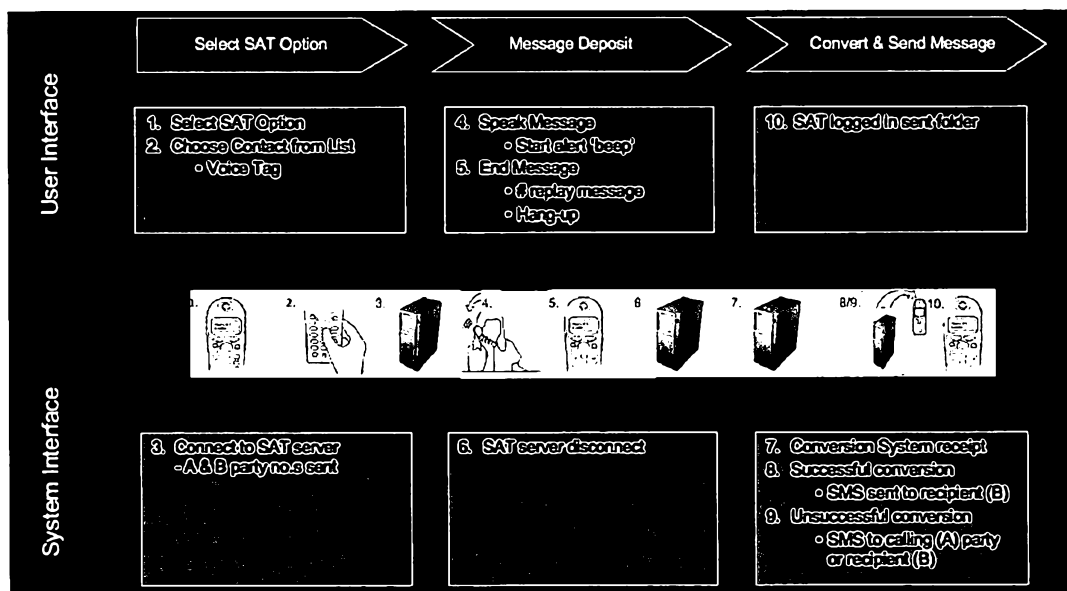 Select SAT Option
Message Deposit
Convert & Send Message
User Interface
1. Select SAT Option
2. Choose Contact from List
• Voice Tag
4. Speak Message
• Start alert 'beep'
5. End Message
• # replay message
• Hang-up
10. SAT logged in sent folder
1.
2.
3.
4.
5.
6
7.
8/9.
10.
System Interface
3. Connect to SAT server
- A & B party no.s sent
6. SAT server disconnect
7. Conversion System receipt
8. Successful conversion
• SMS sent to recipient (B)
9. Unsuccessful conversion
• SMS to calling (A) party
or recipient (B)